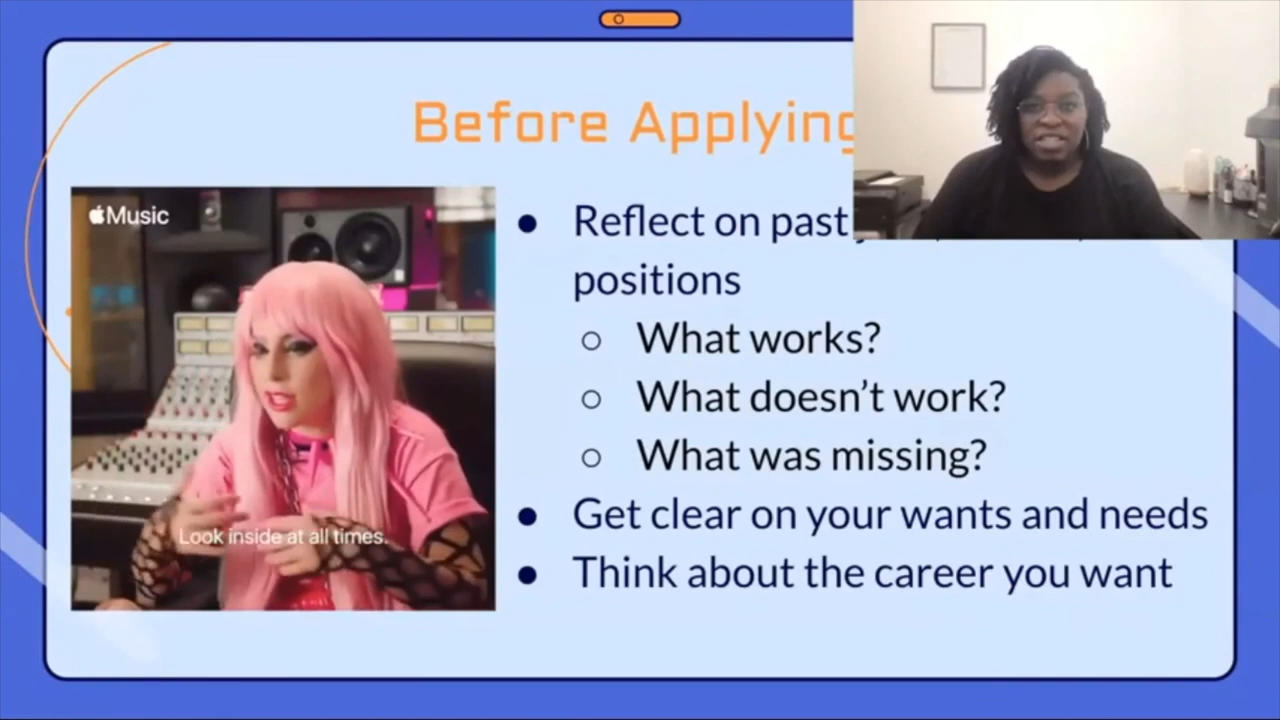 Before Applying
Music
Reflect on past
positions
What works?
What doesn't work?
What was missing?
Look inside at all times.
Get clear on your wants and needs
Think about the career you want